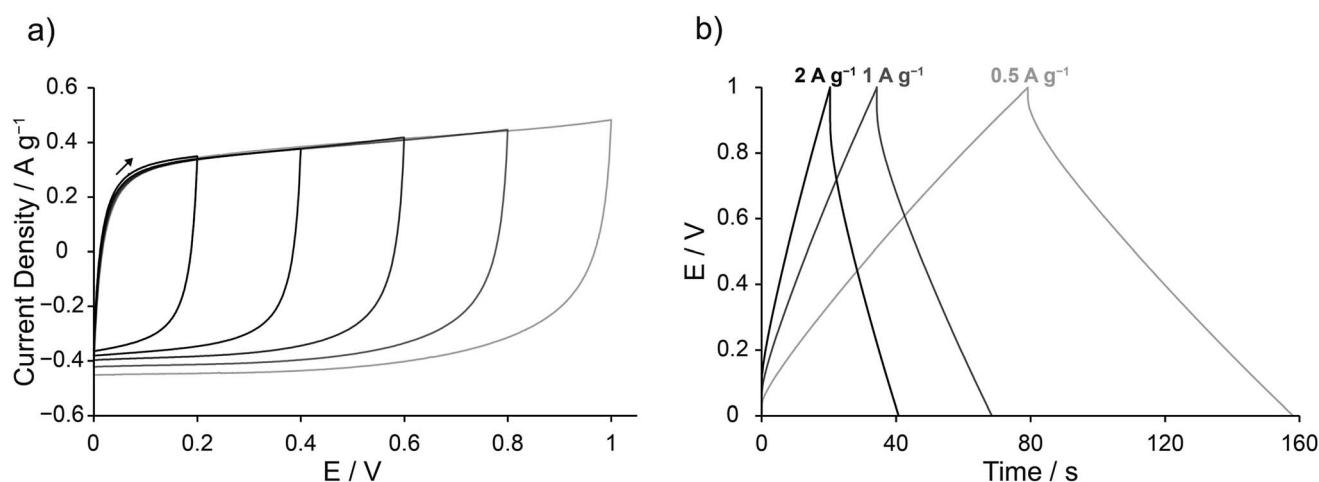 a)
Current Density / A g⁻¹
0.6
0.4
0.2
0
−0.2
−0.4
−0.6
0 0.2 0.4 0.6 0.8 1
E / V
b)
2 A g⁻¹ 1 A g⁻¹ 0.5 A g⁻¹
E / V
1
0.8
0.6
0.4
0.2
0
0 40 80 120 160
Time / s